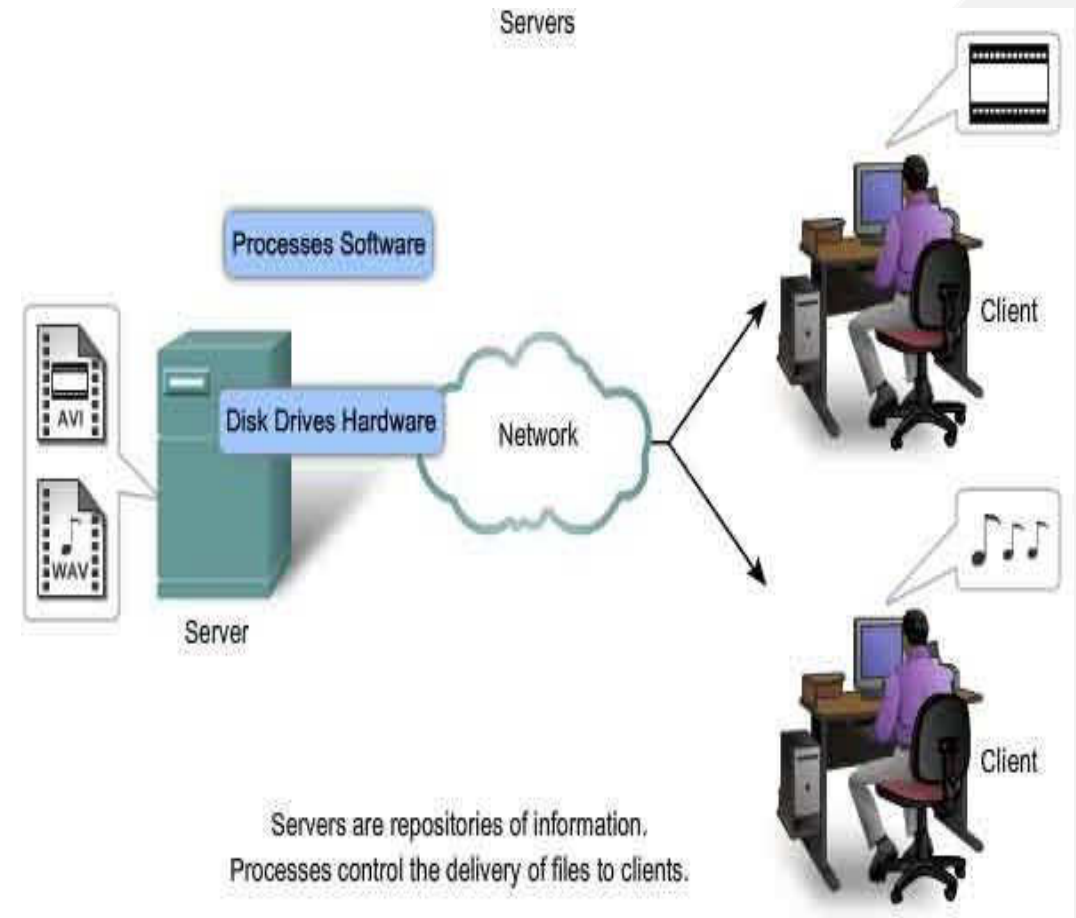 Servers
Processes Software
Client
AVI
Disk Drives Hardware
Network
WAV
Server
Client
Servers are repositories of information.
Processes control the delivery of files to clients.